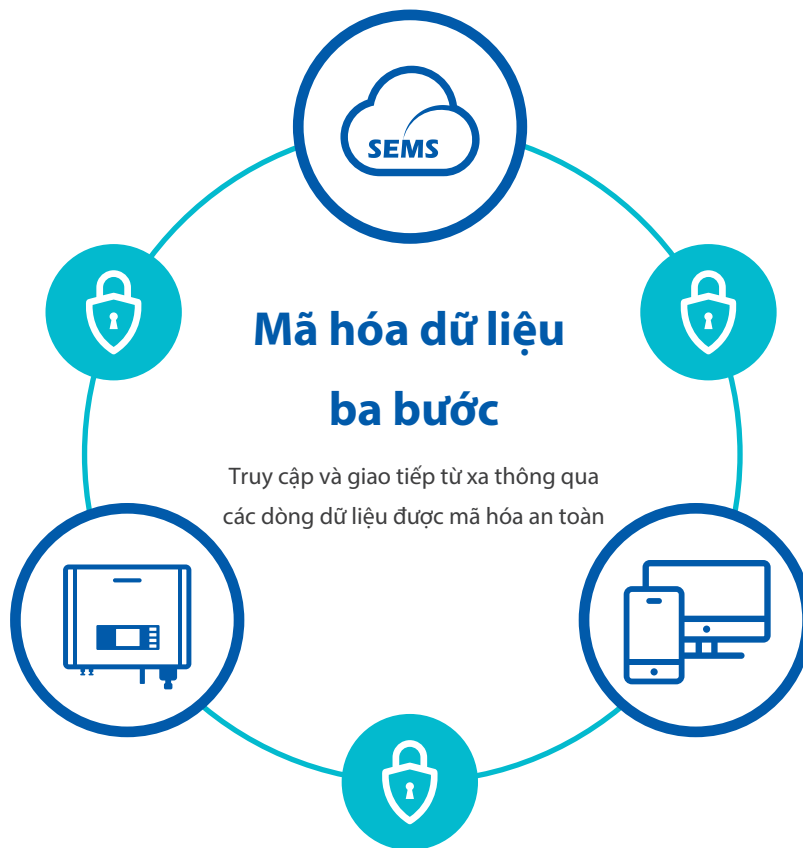 SEMS
Mã hóa dữ liệu
ba bước
Truy cập và giao tiếp từ xa thông qua
các dòng dữ liệu được mã hóa an toàn